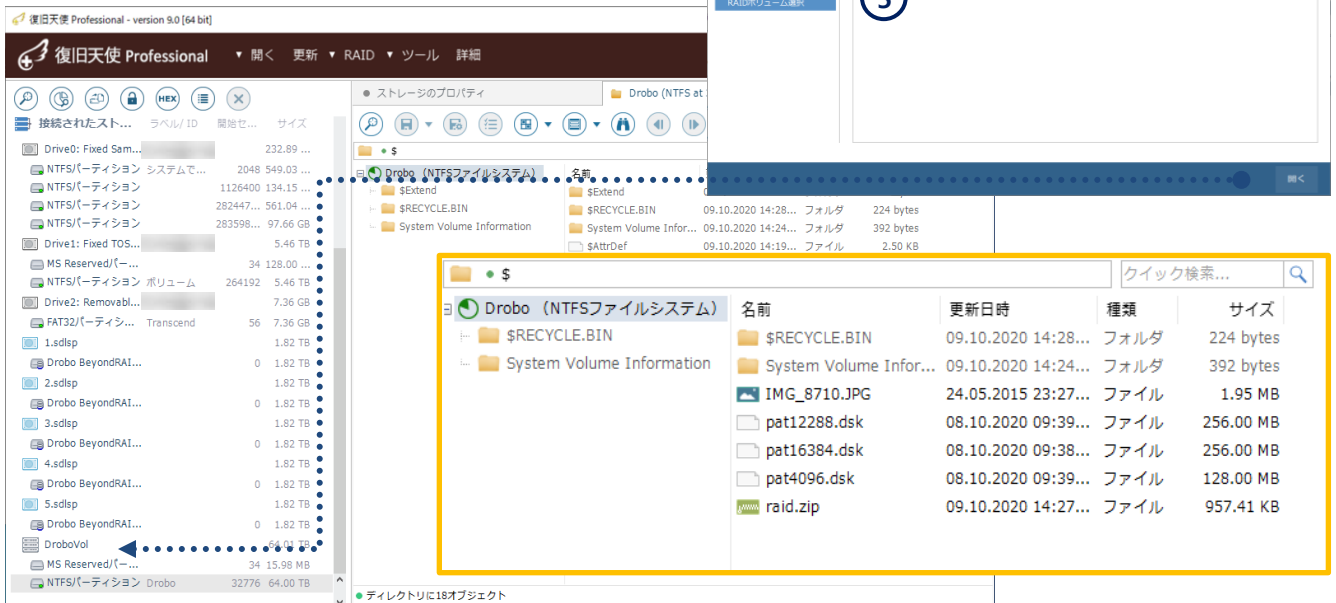 復旧天使 Professional - version 9.0 [64 bit]
復旧天使 Professional ▼ 開く 更新 ▼ RAID ▼ ツール 詳細
RAIDボリューム選択
開く
HEX
接続されたスト... ラベル/ ID 開始セ... サイズ
Drive0: Fixed Sam... 232.89 ...
NTFSパーティション システムで... 2048 549.03 ...
NTFSパーティション 1126400 134.15 ...
NTFSパーティション 282447... 561.04 ...
NTFSパーティション 283598... 97.66 GB
Drive1: Fixed TOS... 5.46 TB
MS Reservedパー... 34 128.00 ...
NTFSパーティション ボリューム 264192 5.46 TB
Drive2: Removabl... 7.36 GB
FAT32パーティシ... Transcend 56 7.36 GB
1.sdlsp 1.82 TB
Drobo BeyondRAI... 0 1.82 TB
2.sdlsp 1.82 TB
Drobo BeyondRAI... 0 1.82 TB
3.sdlsp 1.82 TB
Drobo BeyondRAI... 0 1.82 TB
4.sdlsp 1.82 TB
Drobo BeyondRAI... 0 1.82 TB
5.sdlsp 1.82 TB
Drobo BeyondRAI... 0 1.82 TB
DroboVol 64.01 TB
MS Reservedパー... 34 15.98 MB
NTFSパーティション Drobo 32776 64.00 TB
ストレージのプロパティ
Drobo (NTFS at
$
Drobo （NTFSファイルシステム）
$Extend
$RECYCLE.BIN
System Volume Information
名前
$Extend
$RECYCLE.BIN 09.10.2020 14:28... フォルダ 224 bytes
System Volume Infor... 09.10.2020 14:24... フォルダ 392 bytes
$AttrDef 09.10.2020 14:19... ファイル 2.50 KB
$ クイック検索...
Drobo （NTFSファイルシステム）
$RECYCLE.BIN
System Volume Information
名前 更新日時 種類 サイズ
$RECYCLE.BIN 09.10.2020 14:28... フォルダ 224 bytes
System Volume Infor... 09.10.2020 14:24... フォルダ 392 bytes
IMG_8710.JPG 24.05.2015 23:27... ファイル 1.95 MB
pat12288.dsk 08.10.2020 09:39... ファイル 256.00 MB
pat16384.dsk 08.10.2020 09:38... ファイル 256.00 MB
pat4096.dsk 08.10.2020 09:39... ファイル 128.00 MB
raid.zip 09.10.2020 14:27... ファイル 957.41 KB
ディレクトリに18オブジェクト